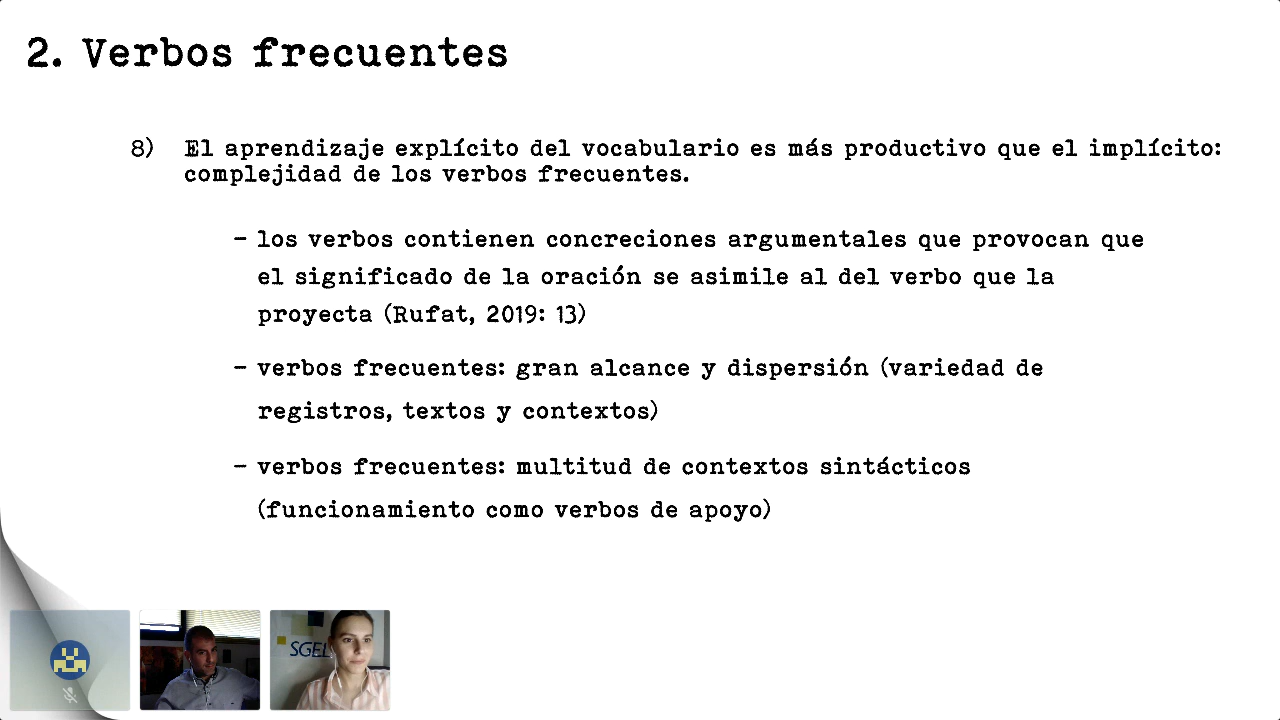 2. Verbos frecuentes
8) El aprendizaje explícito del vocabulario es más productivo que el implícito:
complejidad de los verbos frecuentes.
– los verbos contienen concreciones argumentales que provocan que
el significado de la oración se asimile al del verbo que la
proyecta (Rufat, 2019: 13)
– verbos frecuentes: gran alcance y dispersión (variedad de
registros, textos y contextos)
– verbos frecuentes: multitud de contextos sintácticos
(funcionamiento como verbos de apoyo)
SGEL